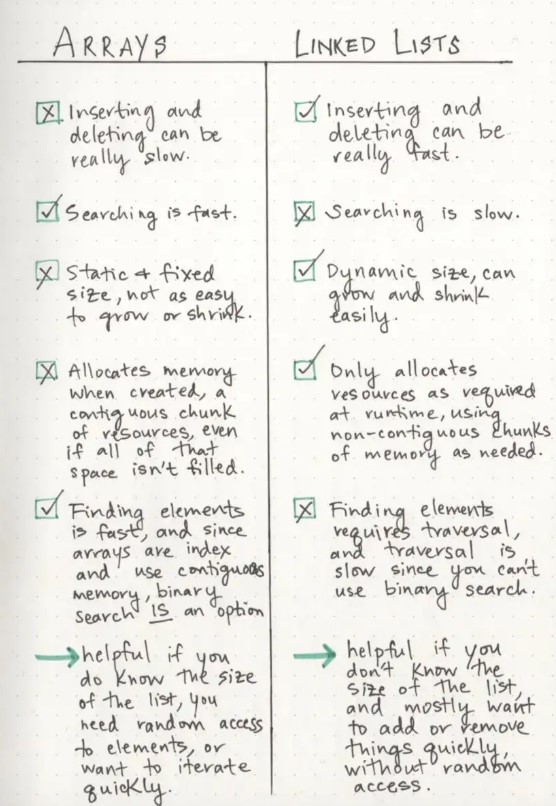 ARRAYS
Inserting and
deleting can be
really slow.
Searching is fast.
Static & fixed
size, not as easy
to grow or shrink.
Allocates memory
when created, a
contiguous chunk
of resources, even
if all of that
space isn't filled.
Finding elements
is fast, and since
arrays are index
and use contiguous
memory, binary
search IS an option
helpful if you
do know the size
of the list, you
need random access
to elements, or
want to iterate
quickly.
LINKED LISTS
Inserting and
deleting can be
really fast.
Searching is slow.
Dynamic size, can
grow and shrink
easily.
Only allocates
resources as required
at runtime, using
non-contiguous chunks
of memory as needed.
Finding elements
requires traversal,
and traversal is
slow since you can't
use binary search.
helpful if you
don't know the
size of the list,
and mostly want
to add or remove
things quickly,
without random
access.